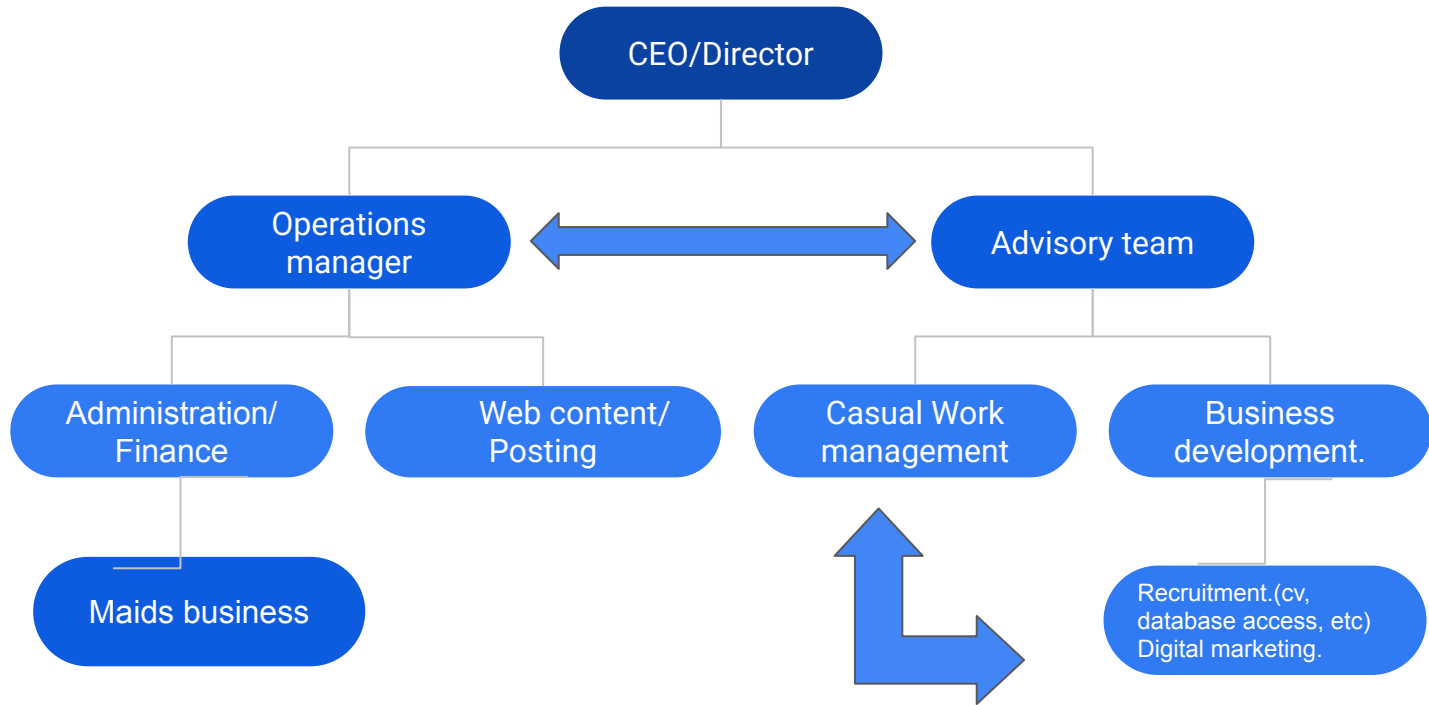 CEO/Director
Operations
manager
Advisory team
Administration/
Finance
Web content/
Posting
Casual Work
management
Business
development.
Maids business
Recruitment.(cv,
database access, etc)
Digital marketing.